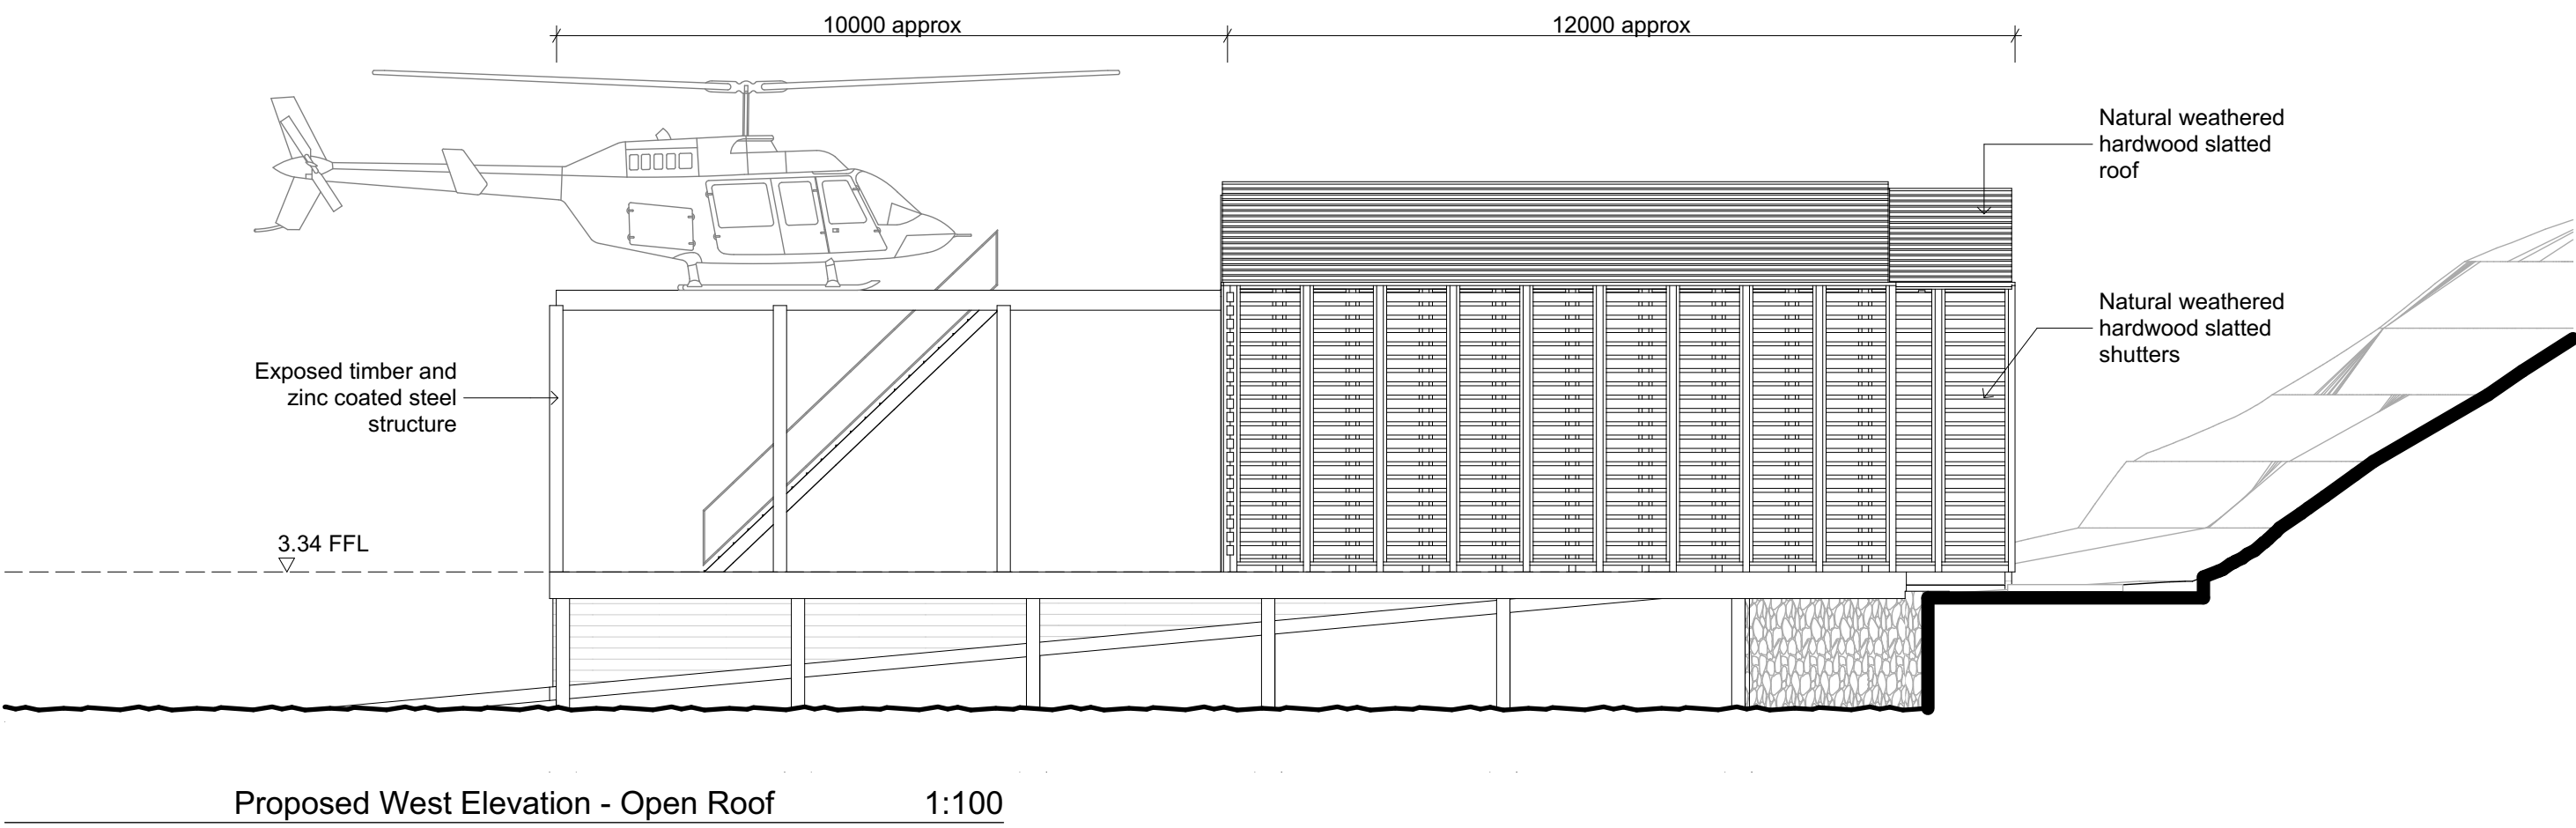 10000 approx
12000 approx
Natural weathered
hardwood slatted
roof
Natural weathered
hardwood slatted
shutters
Exposed timber and
zinc coated steel
structure
3.34 FFL
Proposed West Elevation - Open Roof 1:100